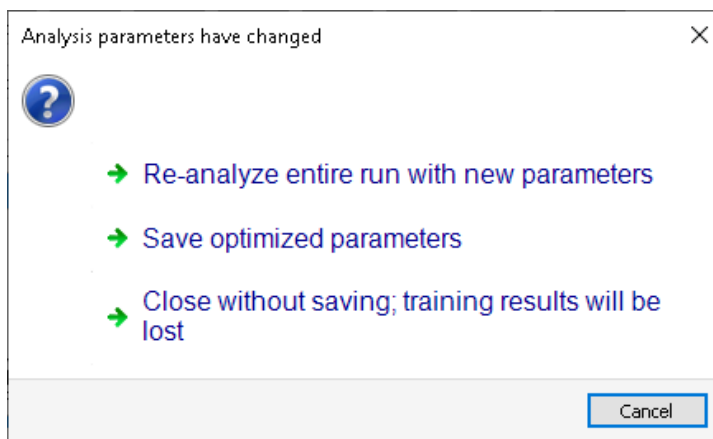 Analysis parameters have changed
Re-analyze entire run with new parameters
Save optimized parameters
Close without saving; training results will be
lost
Cancel